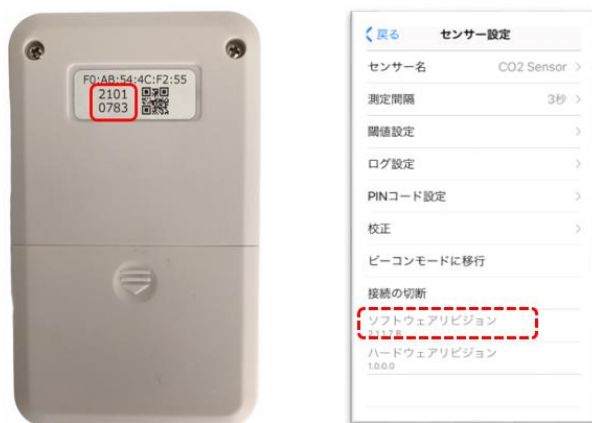 F0:AB:54:4C:F2:55
2101
0783
戻る
センサー設定
センサー名
CO2 Sensor
測定間隔
3秒
閾値設定
ログ設定
PINコード設定
校正
ビーコンモードに移行
接続の切断
ソフトウェアリビジョン
2.1.1.7 B
ハードウェアリビジョン
1.0.0.0